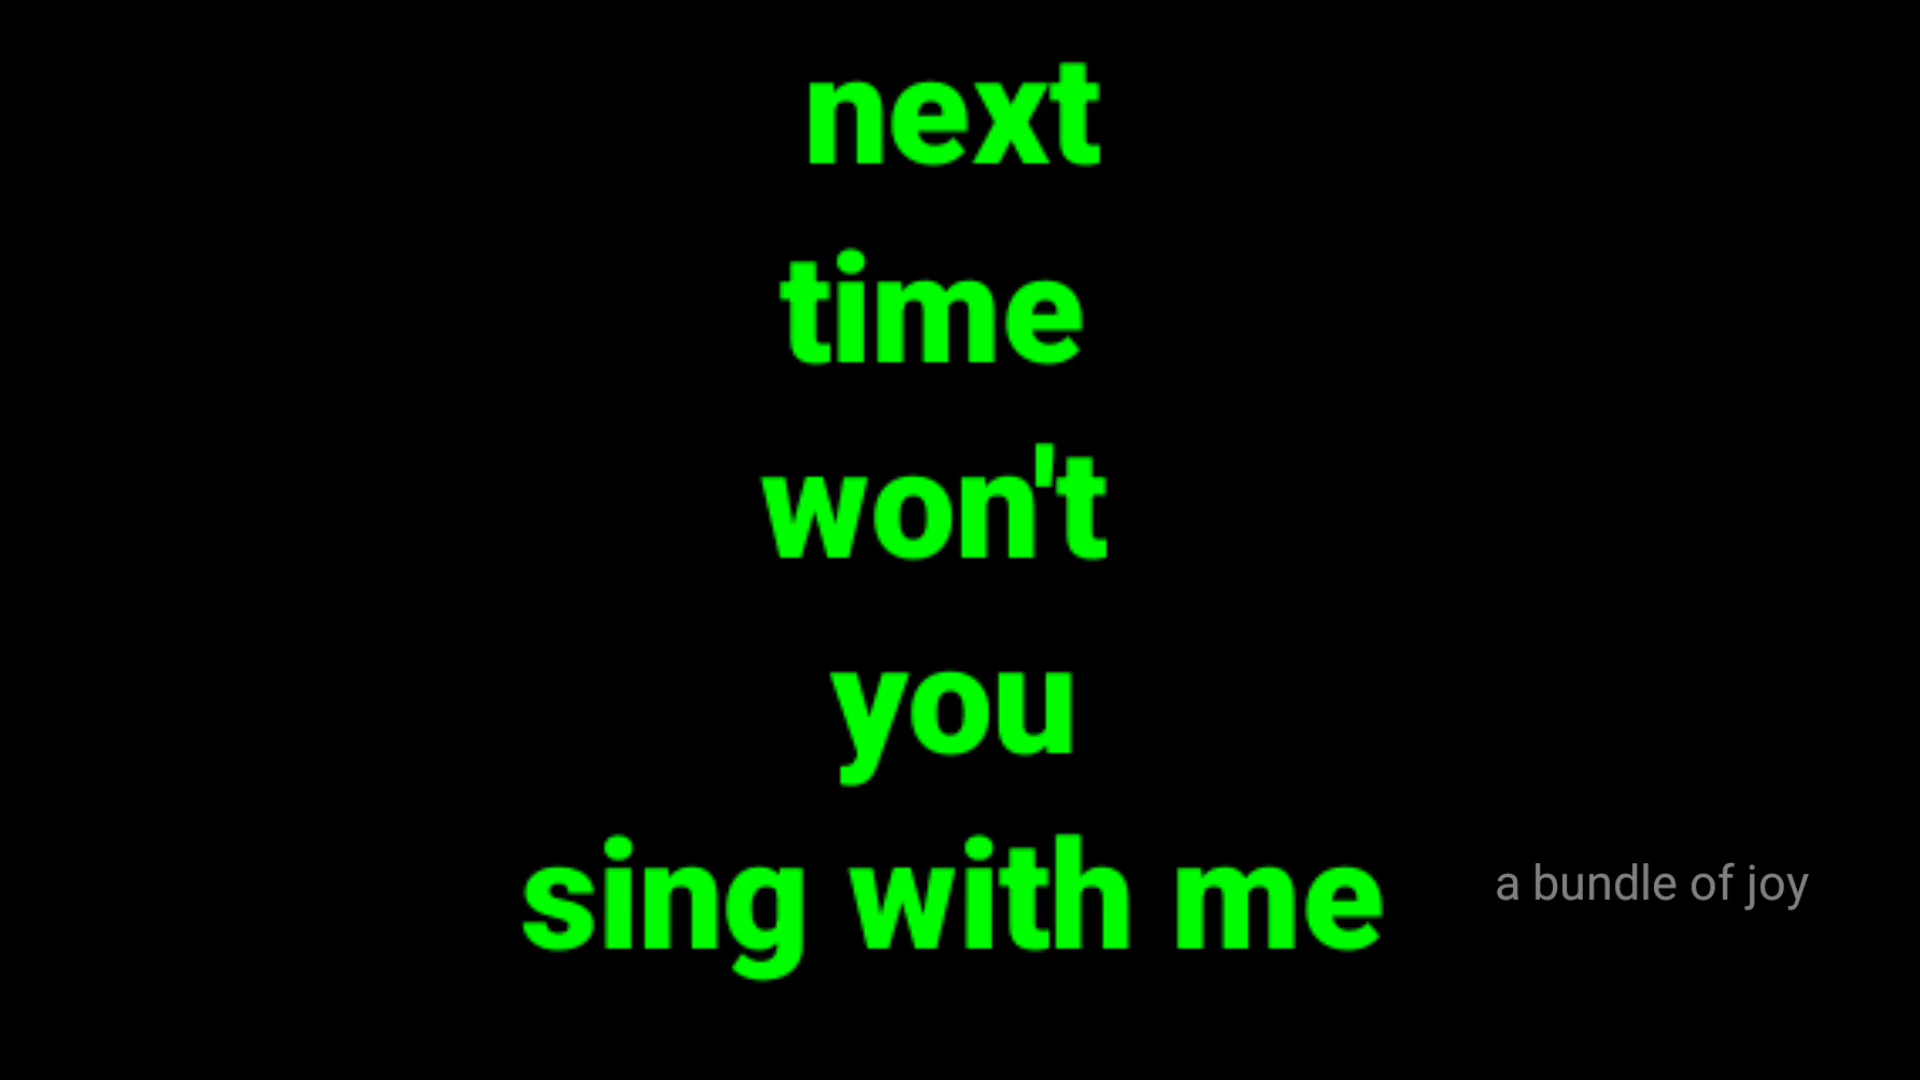 next
time
won't
you
sing with me
a bundle of joy